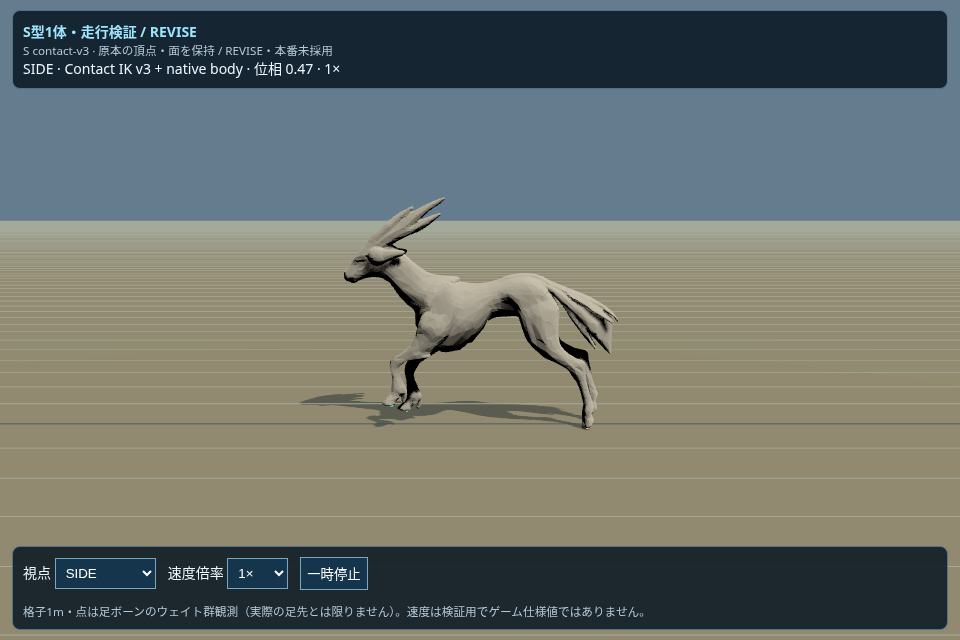 S型1体・走行検証 / REVISE
S contact-v3 · 原本の頂点・面を保持 / REVISE・本番未採用
SIDE · Contact IK v3 + native body · 位相 0.47 · 1×
視点 SIDE 速度倍率 1× 一時停止
格子1m・点は足ボーンのウェイト群観測（実際の足先とは限りません）。速度は検証用でゲーム仕様値ではありません。